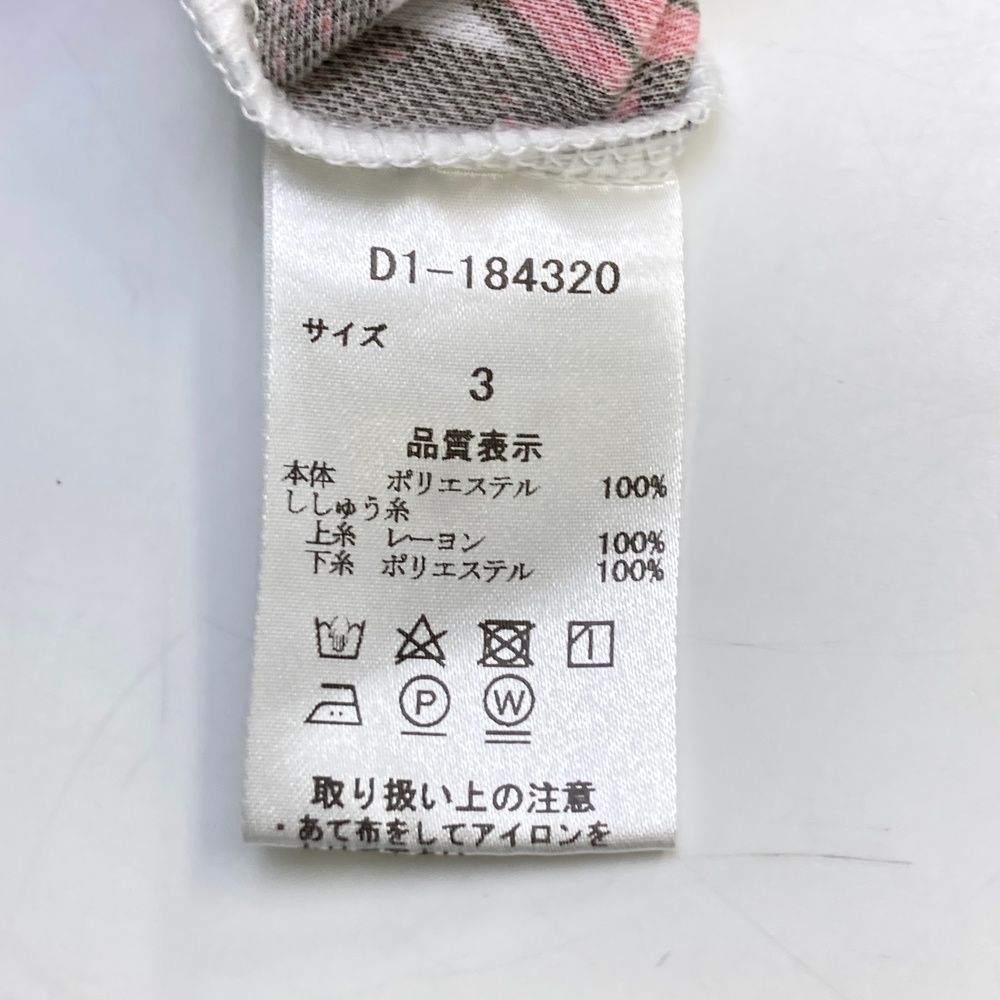 D1-184320
サイズ
3
品質表示
本体 ポリエステル 100%
ししゅう糸
上糸 レーヨン 100%
下糸 ポリエステル 100%
P W
取り扱い上の注意
・あて布をしてアイロンを